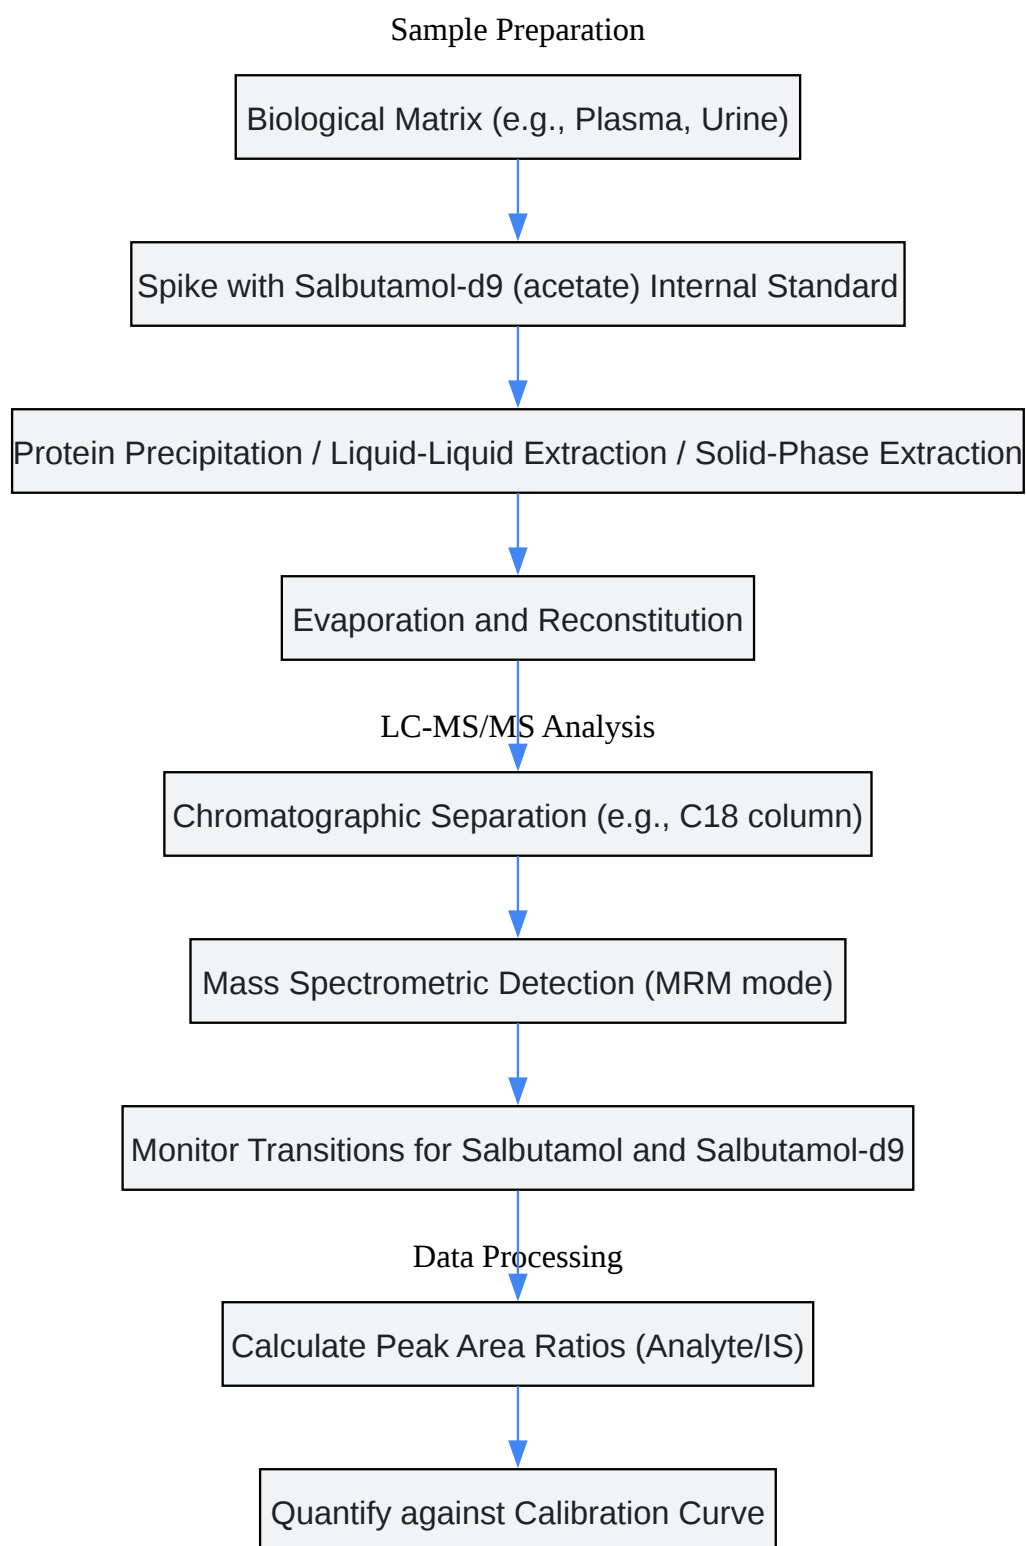 Sample Preparation
Biological Matrix (e.g., Plasma, Urine)
Spike with Salbutamol-d9 (acetate) Internal Standard
Protein Precipitation / Liquid-Liquid Extraction / Solid-Phase Extraction
Evaporation and Reconstitution
LC-MS/MS Analysis
Chromatographic Separation (e.g., C18 column)
Mass Spectrometric Detection (MRM mode)
Monitor Transitions for Salbutamol and Salbutamol-d9
Data Processing
Calculate Peak Area Ratios (Analyte/IS)
Quantify against Calibration Curve